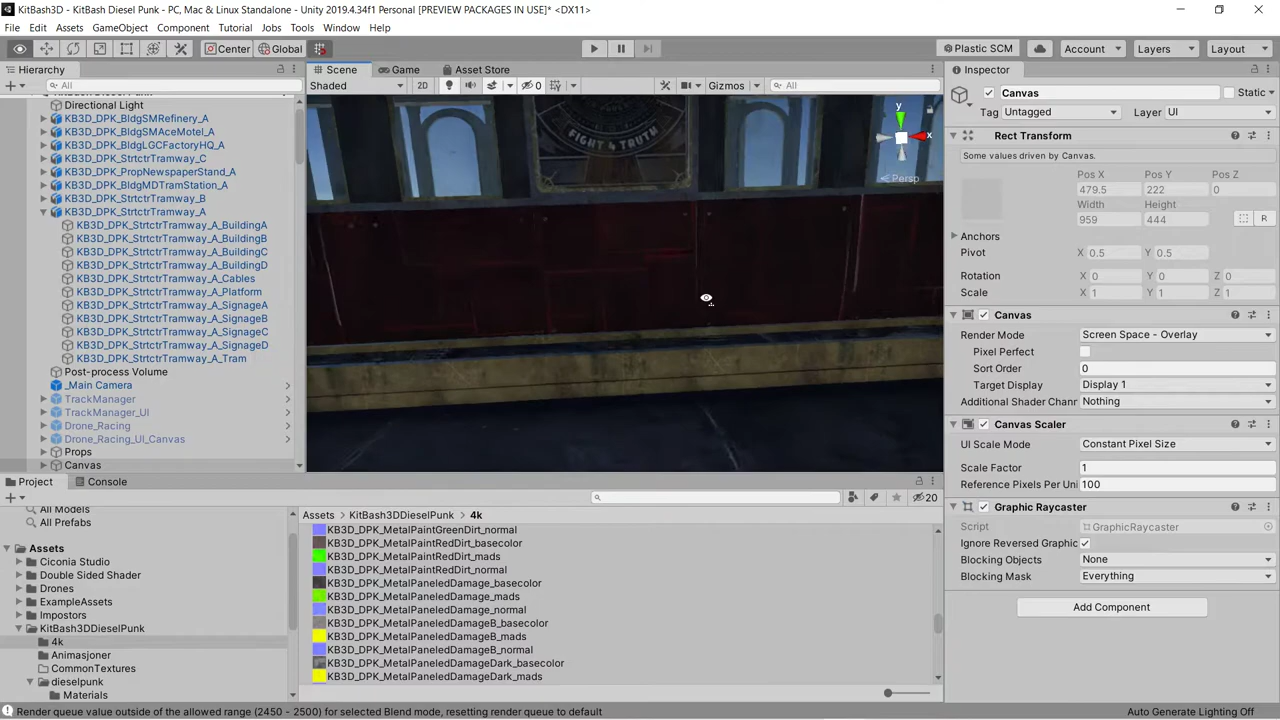 KitBash3D - KitBash Diesel Punk - PC, Mac & Linux Standalone - Unity 2019.4.34f1 Personal [PREVIEW PACKAGES IN USE]* <DX11>
File Edit Assets GameObject Component Tutorial Jobs Tools Window Help
Center Global Plastic SCM Account Layers Layout
Hierarchy
All
Directional Light
KB3D_DPK_BldgSMRefinery_A
KB3D_DPK_BldgSMAceMotel_A
KB3D_DPK_BldgLGCFactoryHQ_A
KB3D_DPK_StrctrTramway_C
KB3D_DPK_PropNewspaperStand_A
KB3D_DPK_BldgMDTramStation_A
KB3D_DPK_StrctrTramway_B
KB3D_DPK_StrctrTramway_A
KB3D_DPK_StrctrTramway_A_BuildingA
KB3D_DPK_StrctrTramway_A_BuildingB
KB3D_DPK_StrctrTramway_A_BuildingC
KB3D_DPK_StrctrTramway_A_BuildingD
KB3D_DPK_StrctrTramway_A_Cables
KB3D_DPK_StrctrTramway_A_Platform
KB3D_DPK_StrctrTramway_A_SignageA
KB3D_DPK_StrctrTramway_A_SignageB
KB3D_DPK_StrctrTramway_A_SignageC
KB3D_DPK_StrctrTramway_A_SignageD
KB3D_DPK_StrctrTramway_A_Tram
Post-process Volume
_Main Camera
TrackManager
TrackManager_UI
Drone_Racing
Drone_Racing_UI_Canvas
Props
Canvas
Scene Game Asset Store
Shaded 2D 0 Gizmos All
FIGHT 4 TRUTH
y
x
Persp
Inspector
Canvas Static
Tag Untagged Layer UI
Rect Transform
Some values driven by Canvas.
Pos X Pos Y Pos Z
479.5 222 0
Width Height
959 444 R
Anchors
Pivot X 0.5 Y 0.5
Rotation X 0 Y 0 Z 0
Scale X 1 Y 1 Z 1
Canvas
Render Mode Screen Space - Overlay
Pixel Perfect
Sort Order 0
Target Display Display 1
Additional Shader Chanr Nothing
Canvas Scaler
UI Scale Mode Constant Pixel Size
Scale Factor 1
Reference Pixels Per Uni 100
Graphic Raycaster
Script GraphicRaycaster
Ignore Reversed Graphic
Blocking Objects None
Blocking Mask Everything
Add Component
Project Console
20
All Models
All Prefabs
Assets
Ciconia Studio
Double Sided Shader
Drones
ExampleAssets
Impostors
KitBash3DDieselPunk
4k
Animasjoner
CommonTextures
dieselpunk
Materials
Assets KitBash3DDieselPunk 4k
KB3D_DPK_MetalPaintGreenDirt_normal
KB3D_DPK_MetalPaintRedDirt_basecolor
KB3D_DPK_MetalPaintRedDirt_mads
KB3D_DPK_MetalPaintRedDirt_normal
KB3D_DPK_MetalPaneledDamage_basecolor
KB3D_DPK_MetalPaneledDamage_mads
KB3D_DPK_MetalPaneledDamage_normal
KB3D_DPK_MetalPaneledDamageB_basecolor
KB3D_DPK_MetalPaneledDamageB_mads
KB3D_DPK_MetalPaneledDamageB_normal
KB3D_DPK_MetalPaneledDamageDark_basecolor
KB3D_DPK_MetalPaneledDamageDark_mads
Render queue value outside of the allowed range (2450 - 2500) for selected Blend mode, resetting render queue to default
Auto Generate Lighting Off